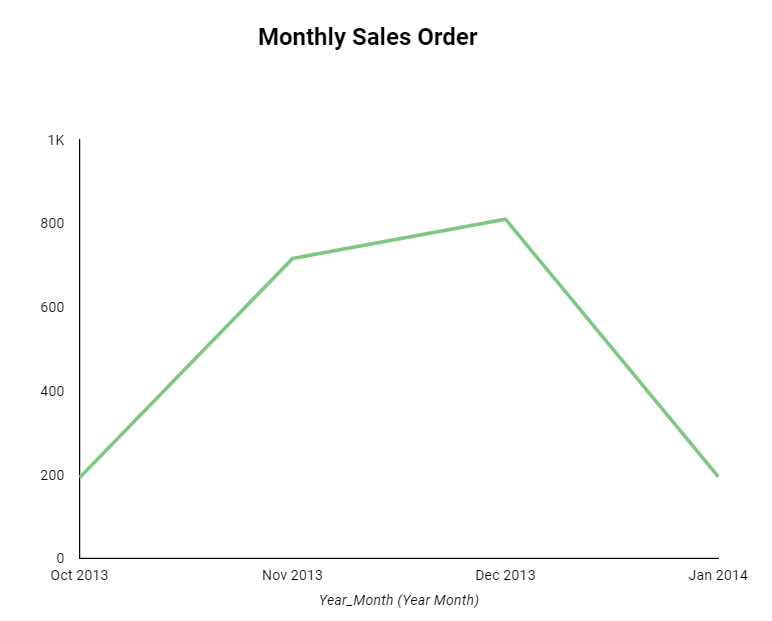 Monthly Sales Order
1K
800
600
400
200
0
Oct 2013 Nov 2013 Dec 2013 Jan 2014
Year_Month (Year Month)